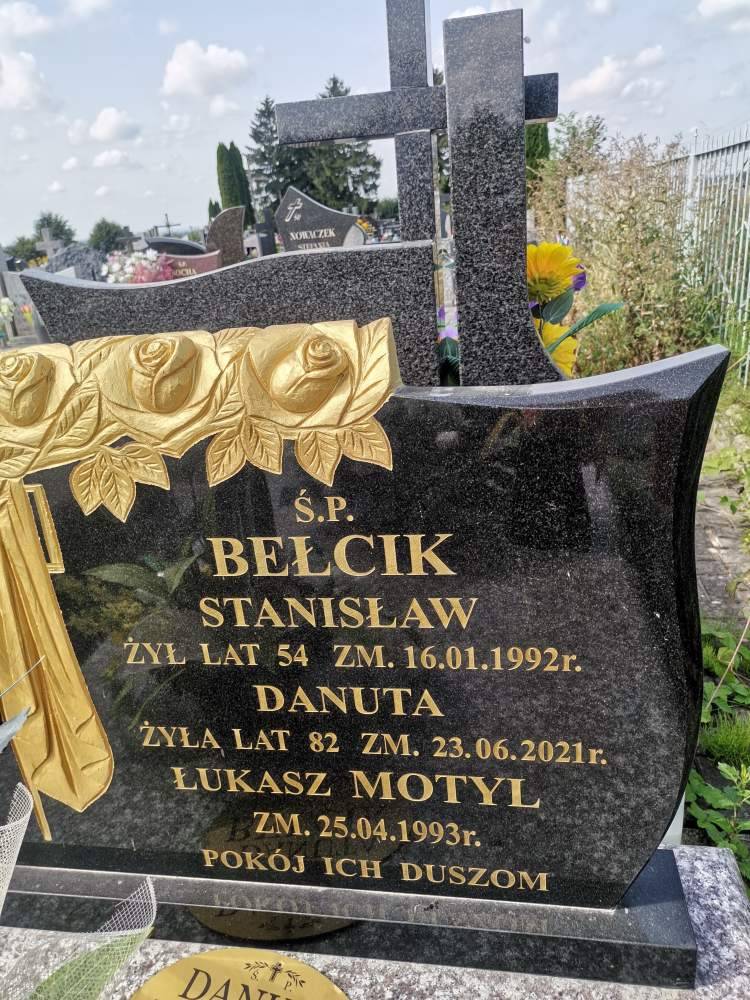 NOWACZEK
STEFANIA
Ś.P.
BEŁCIK
STANISŁAW
ŻYŁ LAT 54 ZM. 16.01.1992r.
DANUTA
ŻYŁA LAT 82 ZM. 23.06.2021r.
ŁUKASZ MOTYL
ZM. 25.04.1993r.
POKÓJ ICH DUSZOM
Ś. P.